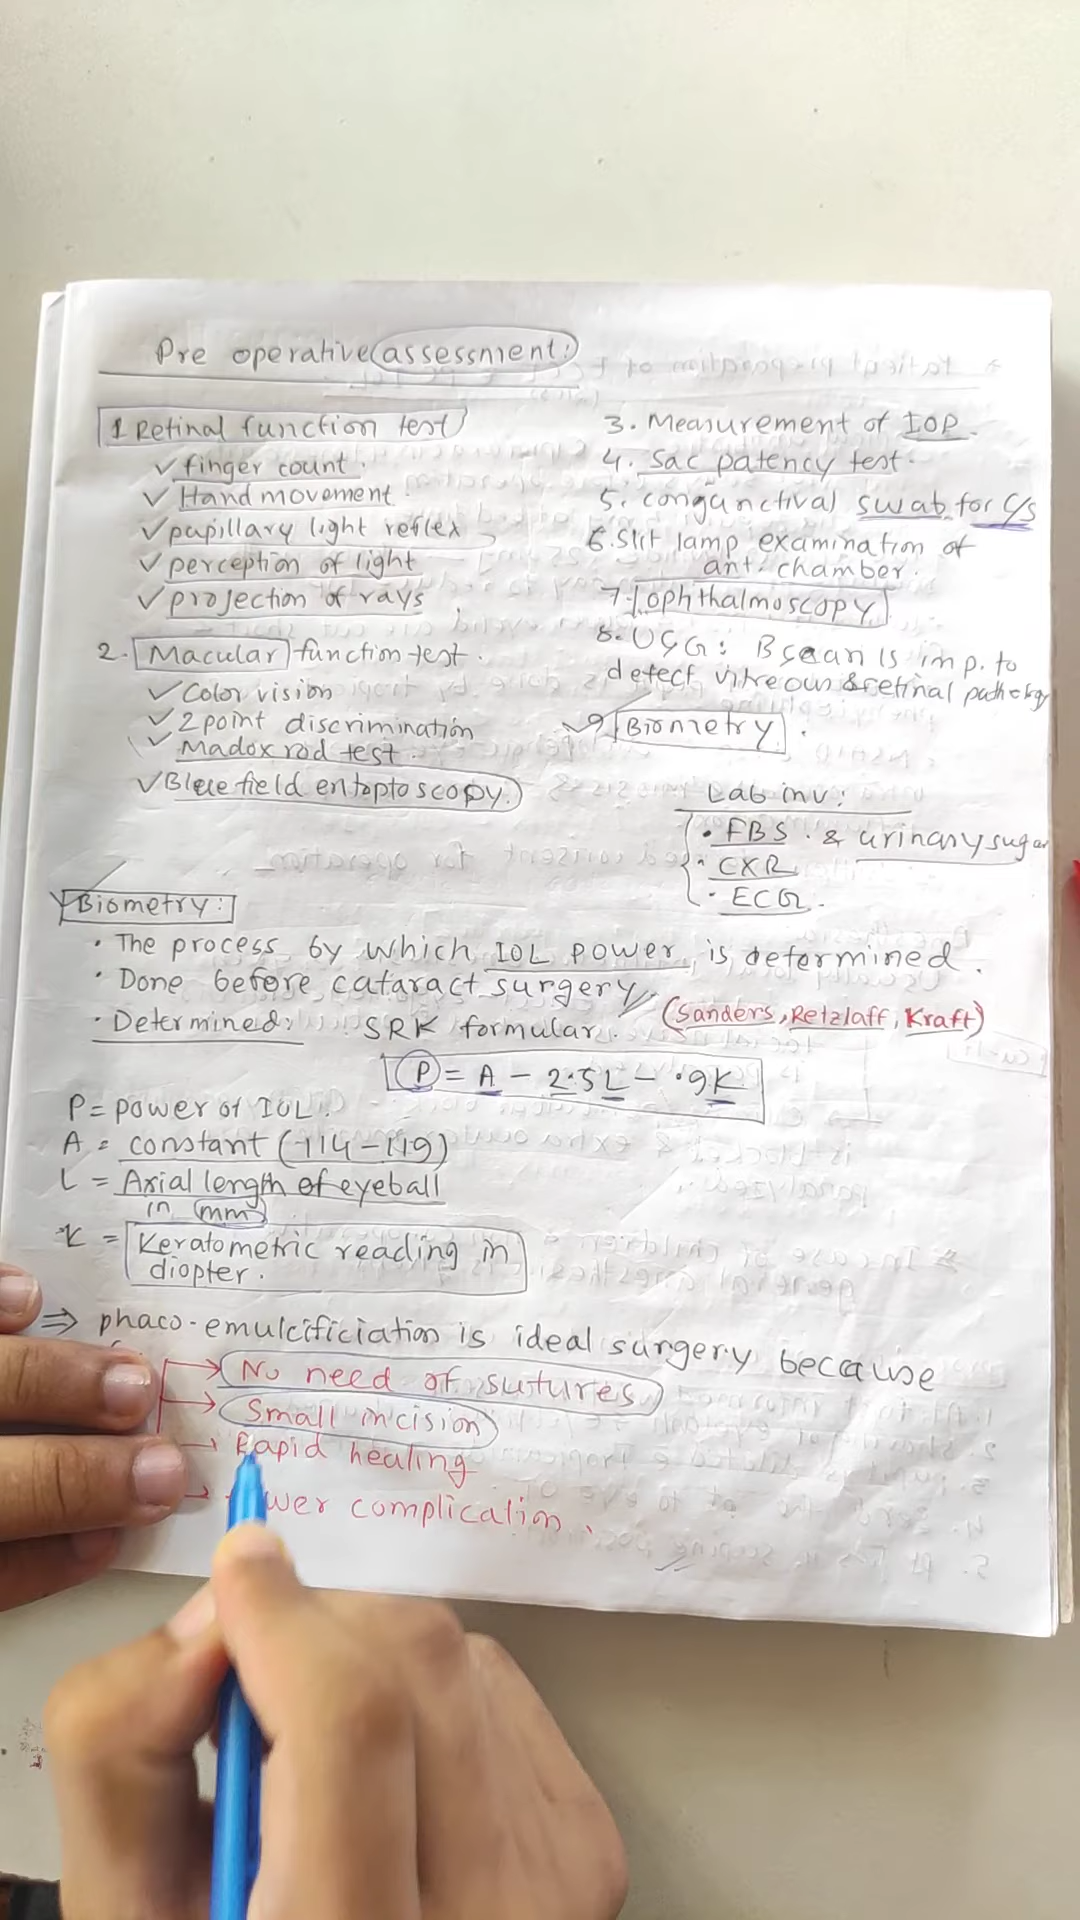 Pre operative assessment:
1. Retinal function test
✓ finger count.
✓ Hand movement.
✓ pupillary light reflex
✓ perception of light
✓ projection of rays
2. Macular function test.
✓ Color vision
✓ 2 point discrimination
✓ Madox rod test.
✓ Blue field entoptoscopy.
3. Measurement of IOP.
4. Sac patency test.
5. congunctival swab for C/S
6. Slit lamp examination of
ant. chamber.
7. ophthalmoscopy
8. USG: B scan is imp. to
detect vitreous & retinal pathology
9. Biometry.
Lab inv:
• FBS. & urinary sugar
• CXR
• ECG.
Biometry:
• The process by which IOL power is determined.
• Done before cataract surgery
• Determined: SRK formular. (Sanders, Retzlaff, Kraft)
P = A - 2.5L - .9K
P = power of IOL.
A = constant (114-119)
L = Axial length of eyeball
in mm
K = Keratometric reading in
diopter.
⇒ phaco-emulcificiation is ideal surgery because
→ No need of sutures
→ Small incision
→ Rapid healing
→ complication.